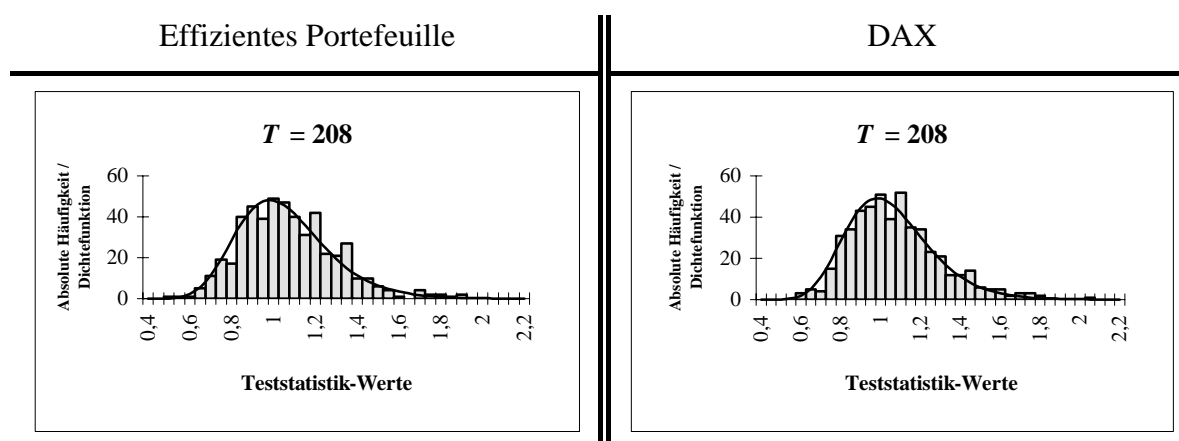 Effizientes Portefeuille
DAX
T = 208
Absolute Häufigkeit /
Dichtefunktion
60
40
20
0
0,4
0,6
0,8
1
1,2
1,4
1,6
1,8
2
2,2
Teststatistik-Werte
T = 208
Absolute Häufigkeit /
Dichtefunktion
60
40
20
0
0,4
0,6
0,8
1
1,2
1,4
1,6
1,8
2
2,2
Teststatistik-Werte